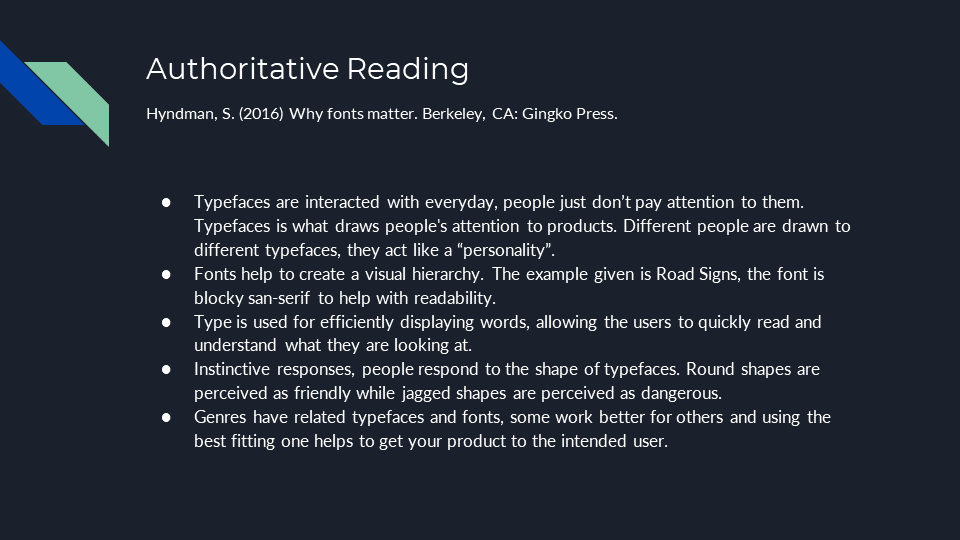 Authoritative Reading
Hyndman, S. (2016) Why fonts matter. Berkeley, CA: Gingko Press.
● Typefaces are interacted with everyday, people just don’t pay attention to them.
Typefaces is what draws people's attention to products. Different people are drawn to
different typefaces, they act like a “personality”.
● Fonts help to create a visual hierarchy. The example given is Road Signs, the font is
blocky san-serif to help with readability.
● Type is used for efficiently displaying words, allowing the users to quickly read and
understand what they are looking at.
● Instinctive responses, people respond to the shape of typefaces. Round shapes are
perceived as friendly while jagged shapes are perceived as dangerous.
● Genres have related typefaces and fonts, some work better for others and using the
best fitting one helps to get your product to the intended user.